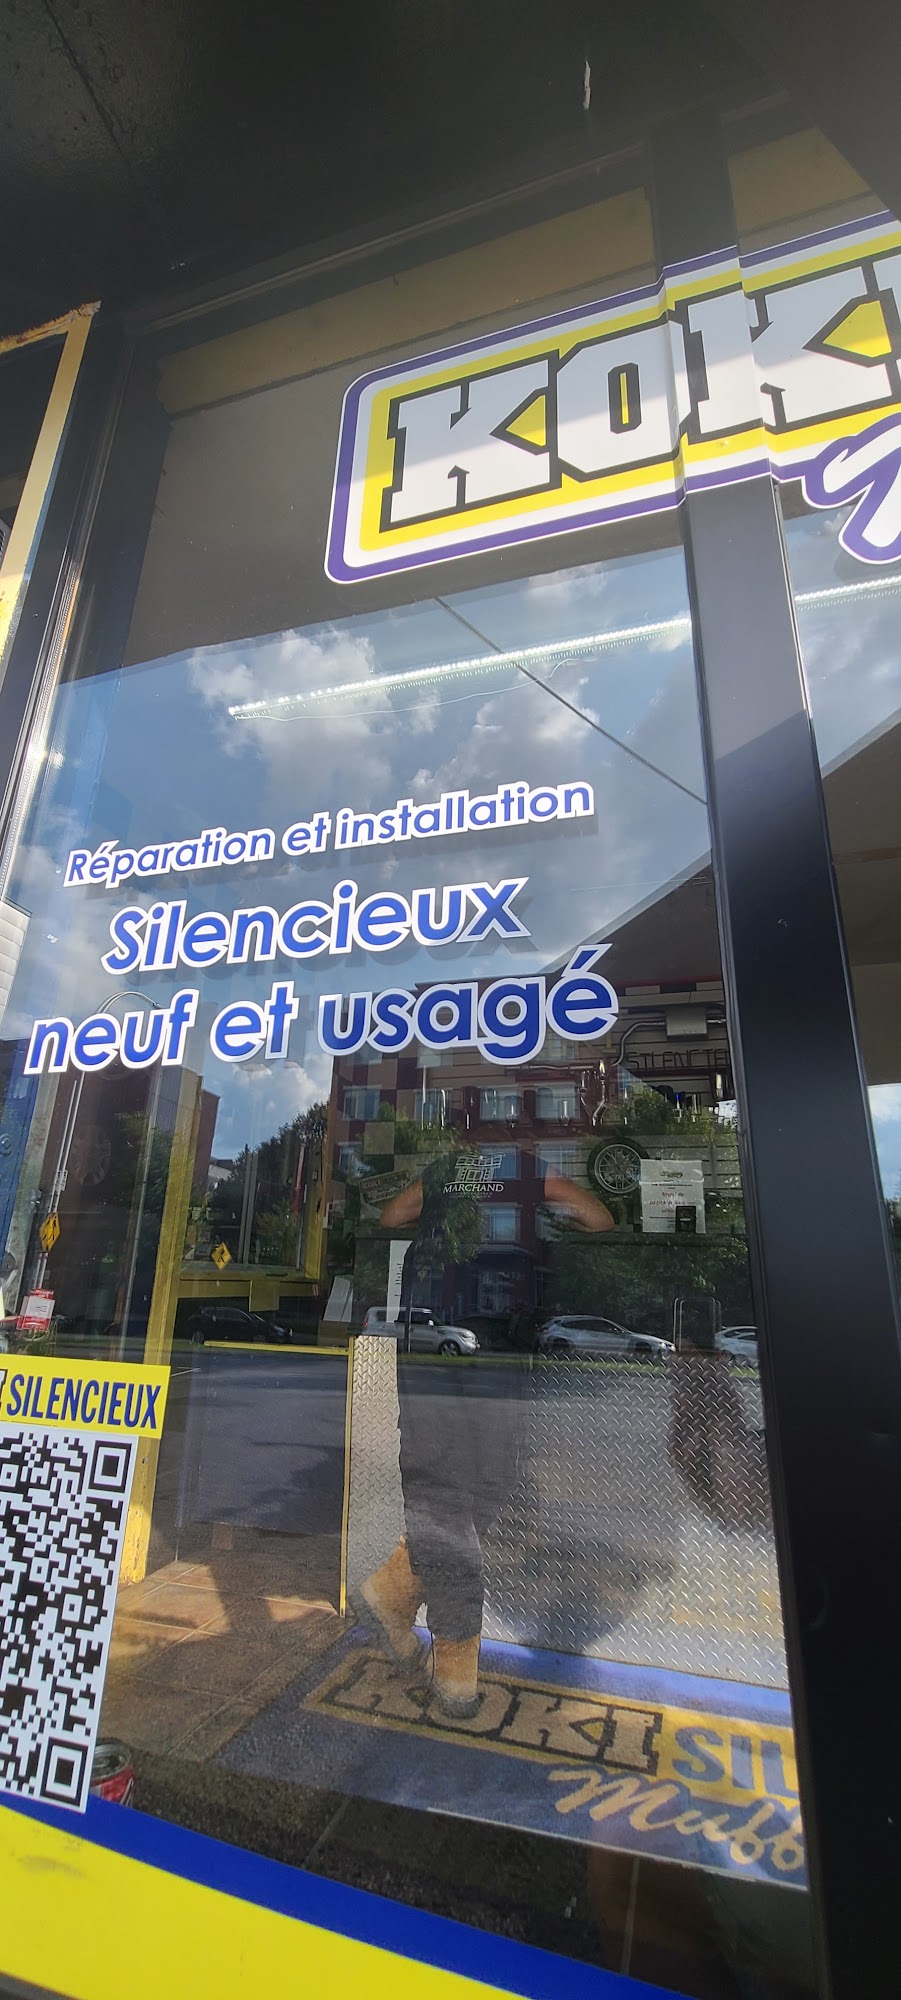 KOK
Réparation et installation
Silencieux
neuf et usagé
MARCHAND
SILENCIEUX
KOKI SIL
Muff